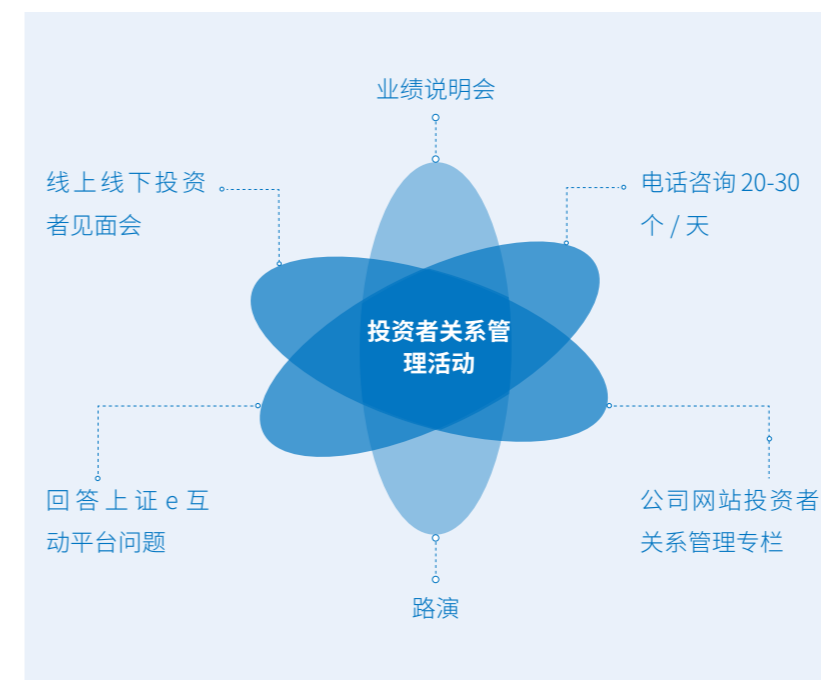 业绩说明会
线上线下投资
者见面会
电话咨询 20-30
个 / 天
投资者关系管
理活动
回答上证 e 互
动平台问题
公司网站投资者
关系管理专栏
路演